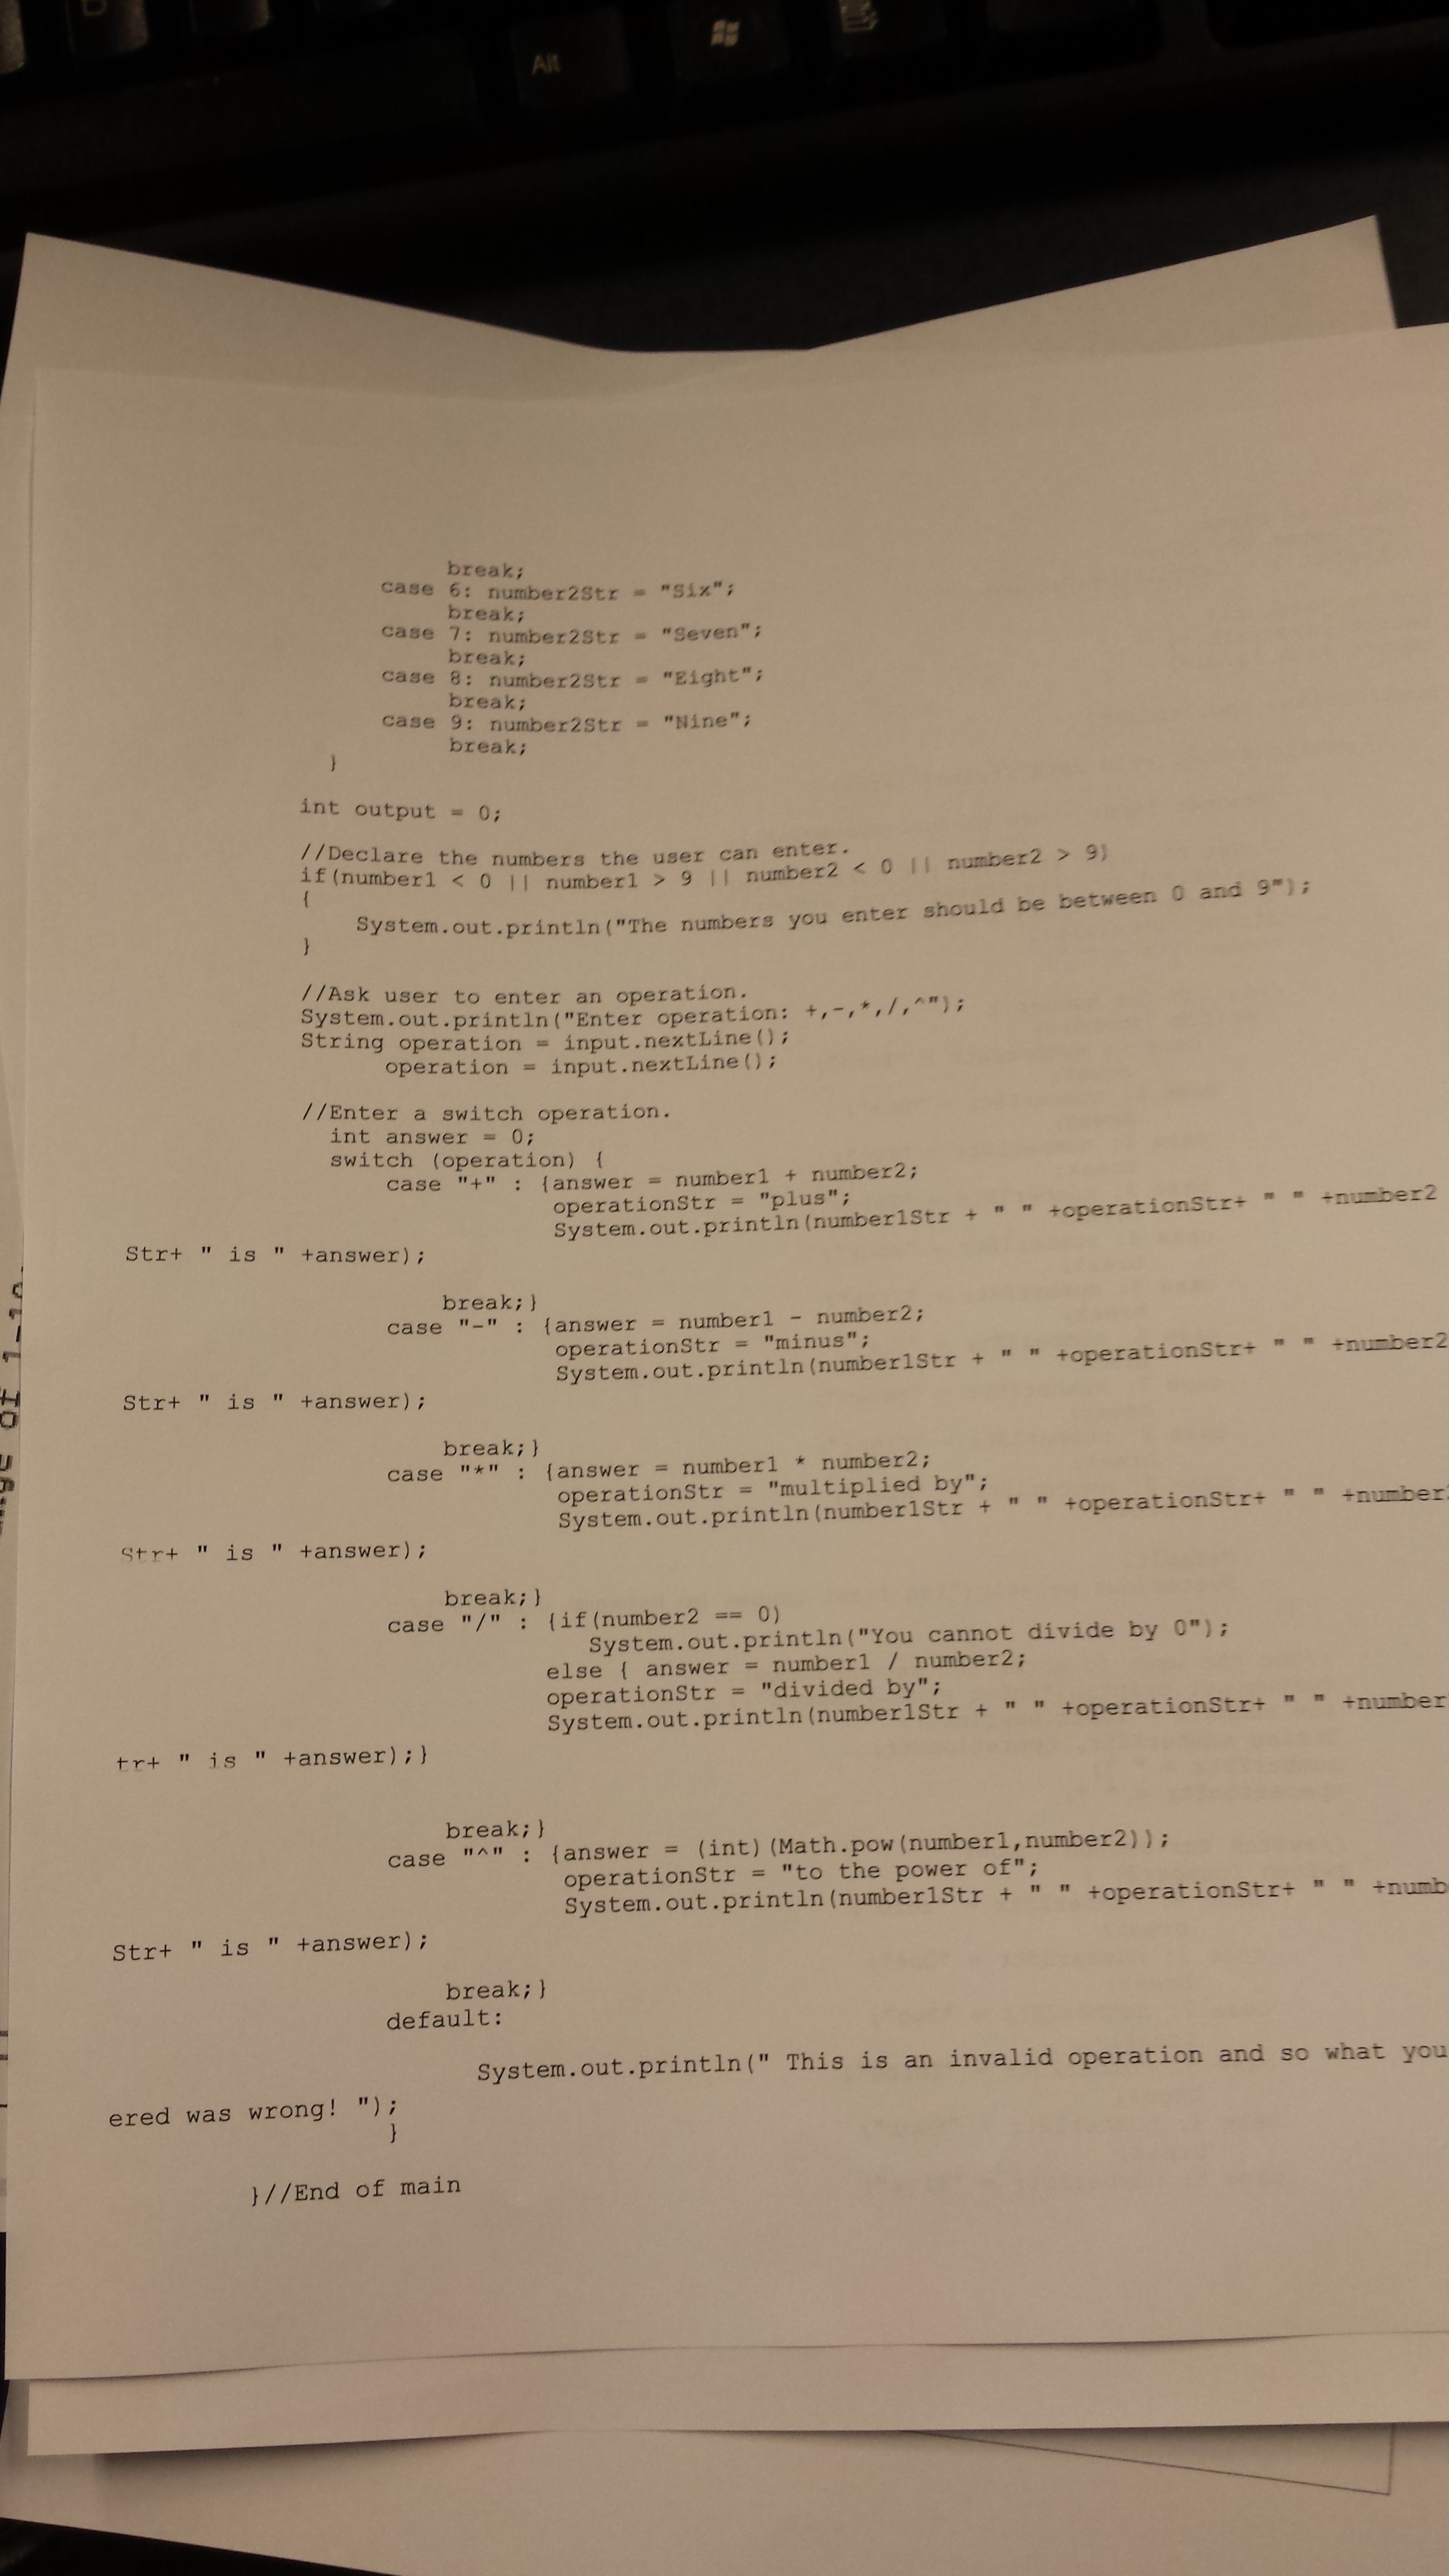 Alt
break;
case 6: number2Str = "Six";
break;
case 7: number2Str = "Seven";
break;
case 8: number2Str = "Eight";
break;
case 9: number2Str = "Nine";
break;
}
int output = 0;
//Declare the numbers the user can enter.
if(number1 < 0 || number1 > 9 || number2 < 0 || number2 > 9)
{
System.out.println("The numbers you enter should be between 0 and 9");
}
//Ask user to enter an operation.
System.out.println("Enter operation: +,-,*,/,^");
String operation = input.nextLine();
operation = input.nextLine();
//Enter a switch operation.
int answer = 0;
switch (operation) {
case "+" : {answer = number1 + number2;
operationStr = "plus";
System.out.println(number1Str + " " +operationStr+ " " +number2
Str+ " is " +answer);
break;}
case "-" : {answer = number1 - number2;
operationStr = "minus";
System.out.println(number1Str + " " +operationStr+ " " +number2
Str+ " is " +answer);
break;}
case "*" : {answer = number1 * number2;
operationStr = "multiplied by";
System.out.println(number1Str + " " +operationStr+ " " +number2
Str+ " is " +answer);
break;}
case "/" : {if(number2 == 0)
System.out.println("You cannot divide by 0");
else { answer = number1 / number2;
operationStr = "divided by";
System.out.println(number1Str + " " +operationStr+ " " +number
tr+ " is " +answer);}
break;}
case "^" : {answer = (int)(Math.pow(number1,number2));
operationStr = "to the power of";
System.out.println(number1Str + " " +operationStr+ " " +numb
Str+ " is " +answer);
break;}
default:
System.out.println(" This is an invalid operation and so what you
ered was wrong! ");
}
}//End of main